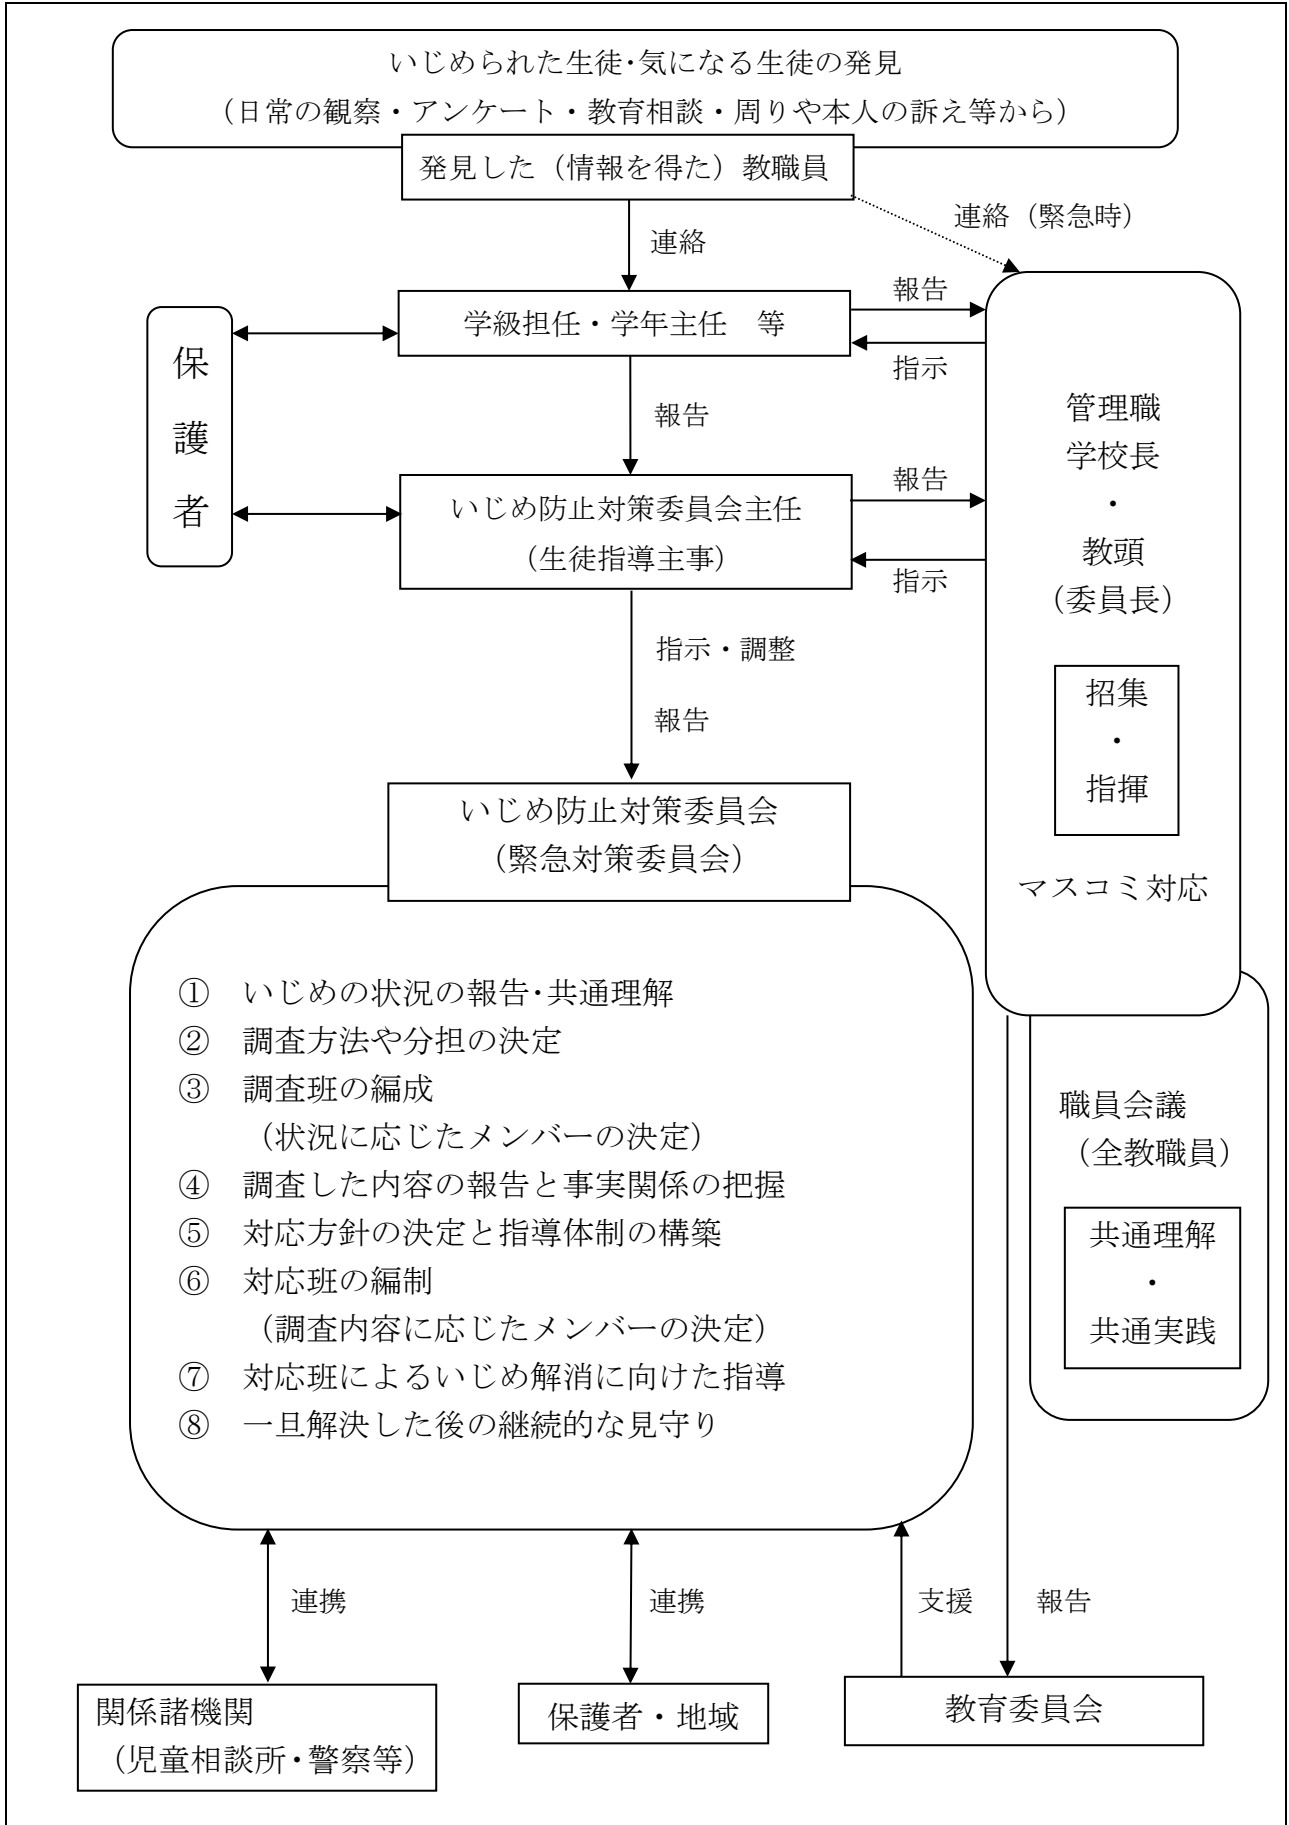 いじめられた生徒・気になる生徒の発見
（日常の観察・アンケート・教育相談・周りや本人の訴え等から）
発見した（情報を得た）教職員
連絡（緊急時）
連絡
学級担任・学年主任　等
報告
指示
保
護
者
報告
管理職
学校長
・
教頭
（委員長）
いじめ防止対策委員会主任
（生徒指導主事）
報告
指示
指示・調整
報告
招集
・
指揮
マスコミ対応
いじめ防止対策委員会
（緊急対策委員会）
①　いじめの状況の報告・共通理解
②　調査方法や分担の決定
③　調査班の編成
（状況に応じたメンバーの決定）
④　調査した内容の報告と事実関係の把握
⑤　対応方針の決定と指導体制の構築
⑥　対応班の編制
（調査内容に応じたメンバーの決定）
⑦　対応班によるいじめ解消に向けた指導
⑧　一旦解決した後の継続的な見守り
職員会議
（全教職員）
共通理解
・
共通実践
連携
連携
支援
報告
関係諸機関
（児童相談所・警察等）
保護者・地域
教育委員会